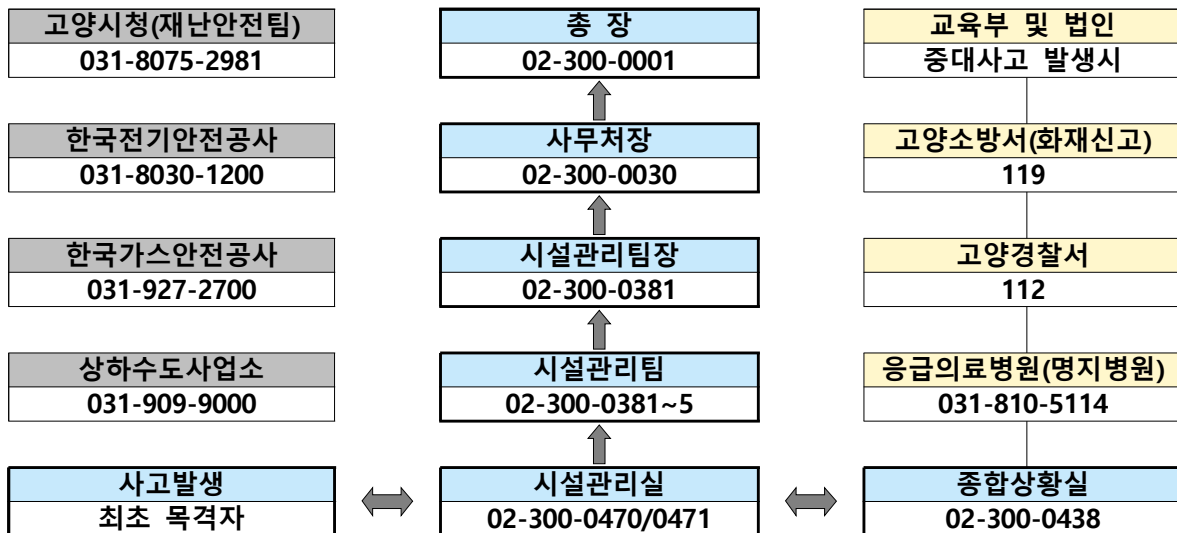 고양시청(재난안전팀)
031-8075-2981
총 장
02-300-0001
교육부 및 법인
중대사고 발생시
한국전기안전공사
031-8030-1200
사무처장
02-300-0030
고양소방서(화재신고)
119
한국가스안전공사
031-927-2700
시설관리팀장
02-300-0381
고양경찰서
112
상하수도사업소
031-909-9000
시설관리팀
02-300-0381~5
응급의료병원(명지병원)
031-810-5114
사고발생
최초 목격자
시설관리실
02-300-0470/0471
종합상황실
02-300-0438